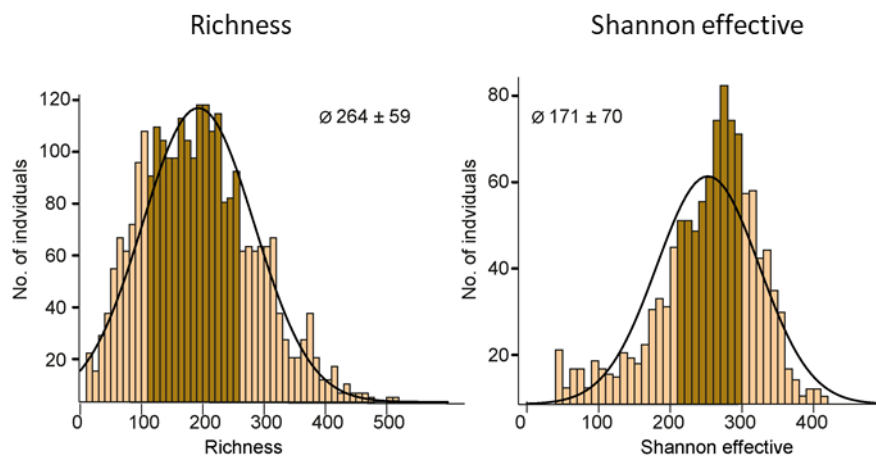 Richness
Shannon effective
120
100
80
60
40
20
0
100
200
300
400
500
No. of indviduals
Richness
Ø 264 ± 59
80
60
40
20
0
100
200
300
400
No. of indviduals
Shannon effective
Ø 171 ± 70